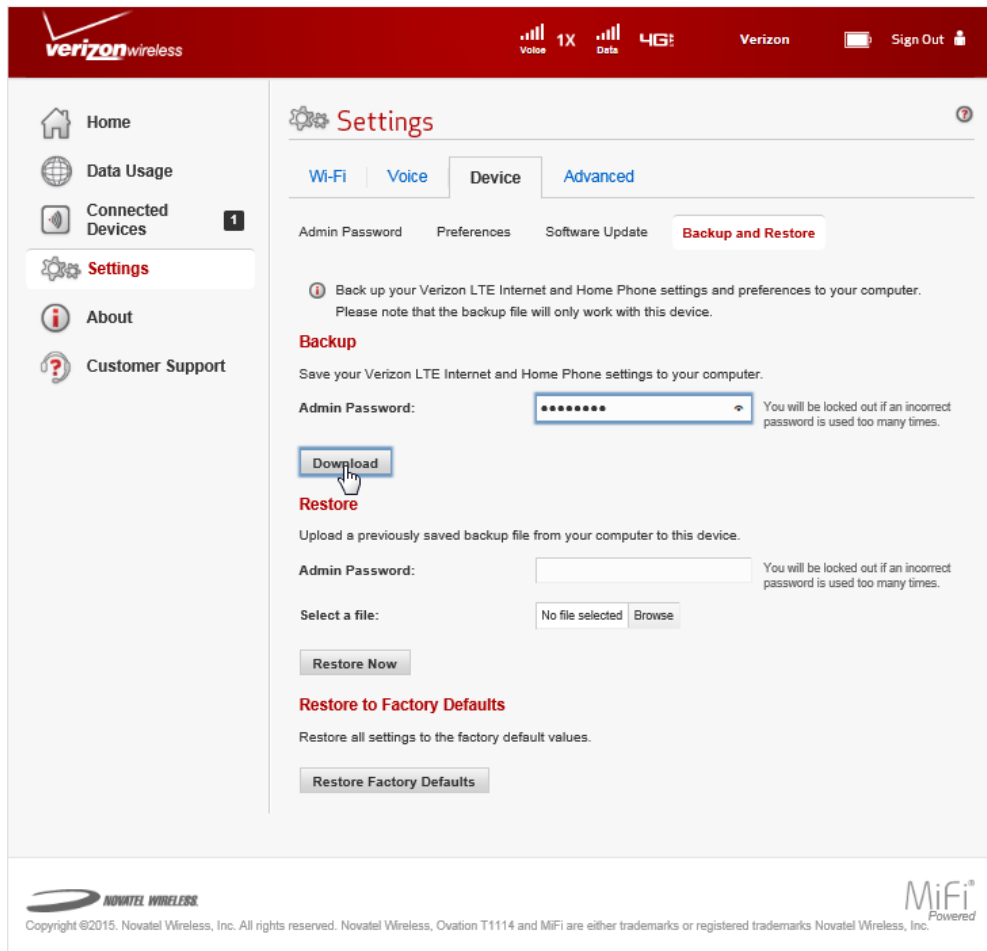 verizonwireless
Voice 1X Data 4GE Verizon Sign Out
Home
Data Usage
Connected
Devices 1
Settings
About
Customer Support
Settings ?
Wi-Fi Voice Device Advanced
Admin Password Preferences Software Update Backup and Restore
Back up your Verizon LTE Internet and Home Phone settings and preferences to your computer.
Please note that the backup file will only work with this device.
Backup
Save your Verizon LTE Internet and Home Phone settings to your computer.
Admin Password: •••••••• You will be locked out if an incorrect
password is used too many times.
Download
Restore
Upload a previously saved backup file from your computer to this device.
Admin Password: You will be locked out if an incorrect
password is used too many times.
Select a file: No file selected Browse
Restore Now
Restore to Factory Defaults
Restore all settings to the factory default values.
Restore Factory Defaults
NOVATEL WIRELESS.
MiFi®
Powered
Copyright ©2015. Novatel Wireless, Inc. All rights reserved. Novatel Wireless, Ovation T1114 and MiFi are either trademarks or registered trademarks Novatel Wireless, Inc.